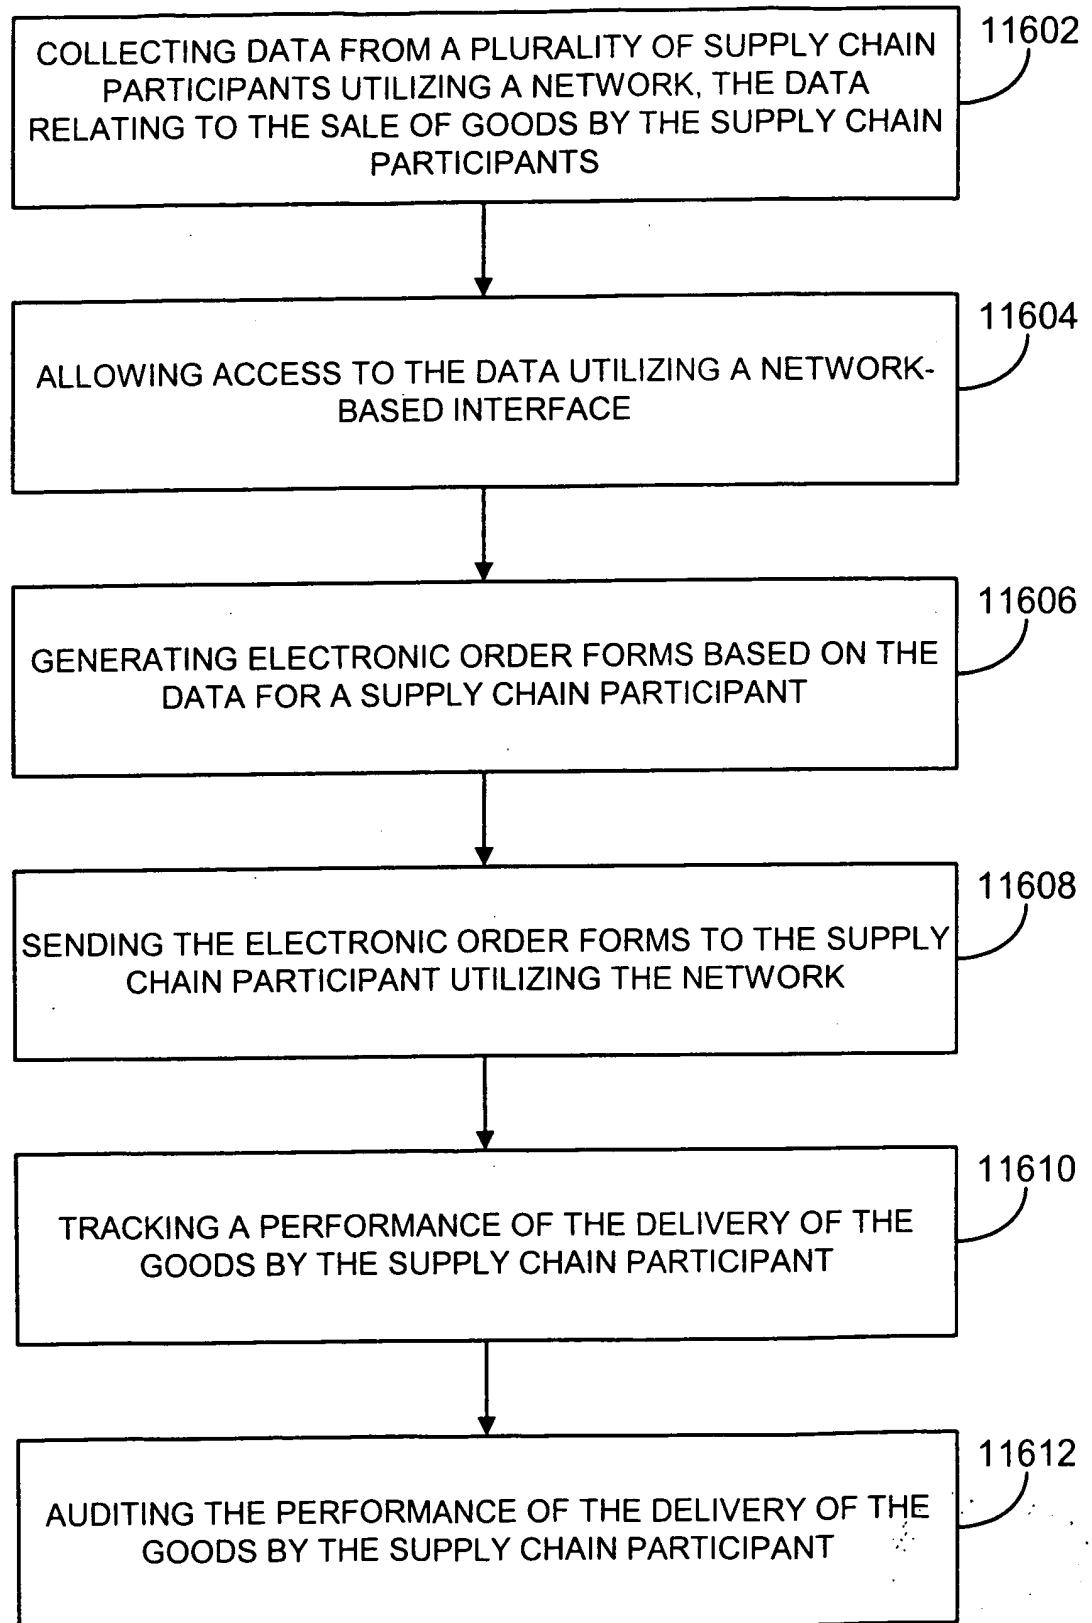 11602
COLLECTING DATA FROM A PLURALITY OF SUPPLY CHAIN
PARTICIPANTS UTILIZING A NETWORK, THE DATA
RELATING TO THE SALE OF GOODS BY THE SUPPLY CHAIN
PARTICIPANTS
11604
ALLOWING ACCESS TO THE DATA UTILIZING A NETWORK-
BASED INTERFACE
11606
GENERATING ELECTRONIC ORDER FORMS BASED ON THE
DATA FOR A SUPPLY CHAIN PARTICIPANT
11608
SENDING THE ELECTRONIC ORDER FORMS TO THE SUPPLY
CHAIN PARTICIPANT UTILIZING THE NETWORK
11610
TRACKING A PERFORMANCE OF THE DELIVERY OF THE
GOODS BY THE SUPPLY CHAIN PARTICIPANT
11612
AUDITING THE PERFORMANCE OF THE DELIVERY OF THE
GOODS BY THE SUPPLY CHAIN PARTICIPANT